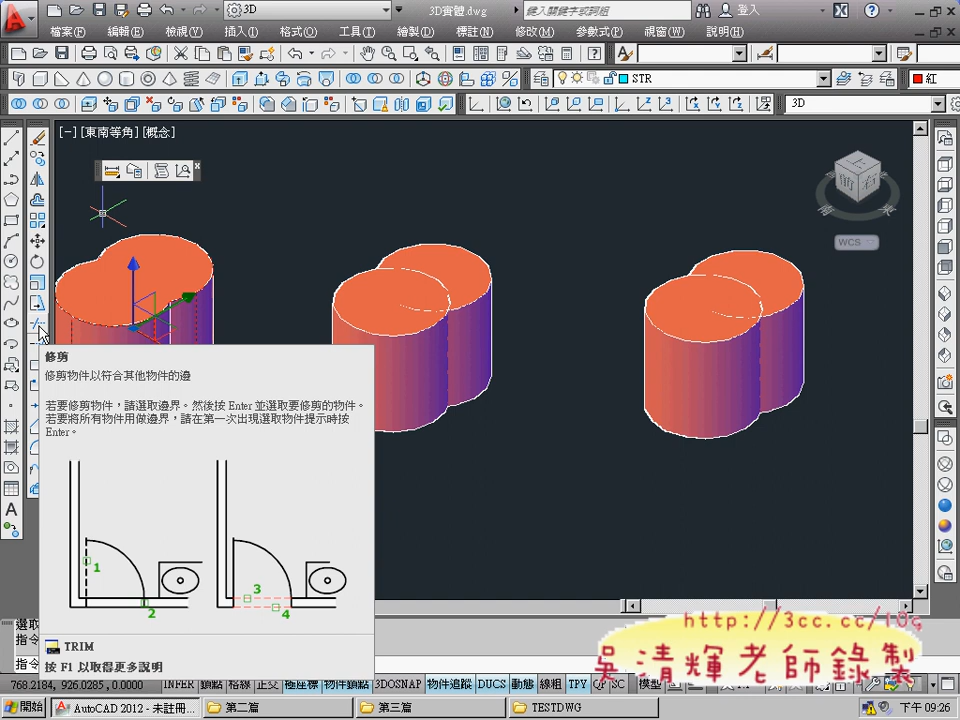 3D
3D實體.dwg
鍵入關鍵字或詞組
登入
檔案(F)
編輯(E)
檢視(V)
插入(I)
格式(O)
工具(T)
繪製(D)
標註(N)
修改(M)
參數式(P)
視窗(W)
說明(H)
STR
紅
3D
[-][東南等角][概念]
上
前
右
南
東
WCS
修剪
修剪物件以符合其他物件的邊
若要修剪物件，請選取邊界。然後按 Enter 並選取要修剪的物件。
若要將所有物件用做邊界，請在第一次出現選取物件提示時按
Enter。
1
2
3
4
TRIM
按 F1 以取得更多說明
選取
指令
指令
http://3cc.cc/10q
吳清輝老師錄製
768.2184, 926.0285, 0.0000
INFER
鎖點
格線
正交
極座標
物件鎖點
3DOSNAP
物件追蹤
DUCS
動態
線粗
TPY
QP
SC
模型
開始
AutoCAD 2012 - 未註冊...
第二篇
第三篇
TESTDWG
下午 09:26